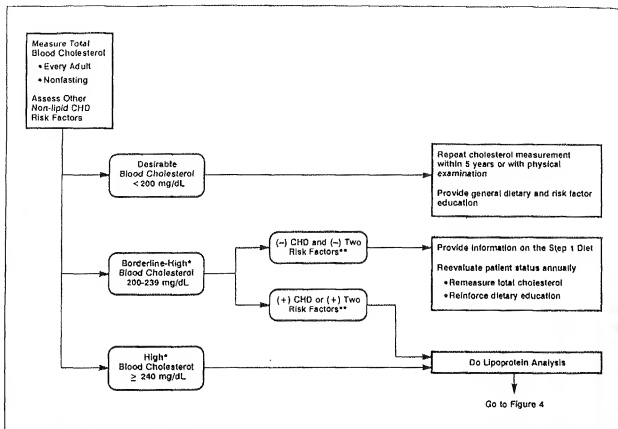 Measure Total
Blood Cholesterol
• Every Adult
• Nonfasting
Assess Other
Non-lipid CHD
Risk Factors
Desirable
Blood Cholesterol
< 200 mg/dL
Repeat cholesterol measurement
within 5 years or with physical
examination
Provide general dietary and risk factor
education
Borderline-High*
Blood Cholesterol
200-239 mg/dL
(−) CHD and (−) Two
Risk Factors**
Provide information on the Step 1 Diet
Reevaluate patient status annually
• Remeasure total cholesterol
• Reinforce dietary education
(+) CHD or (+) Two
Risk Factors**
High*
Blood Cholesterol
≥ 240 mg/dL
Do Lipoprotein Analysis
Go to Figure 4